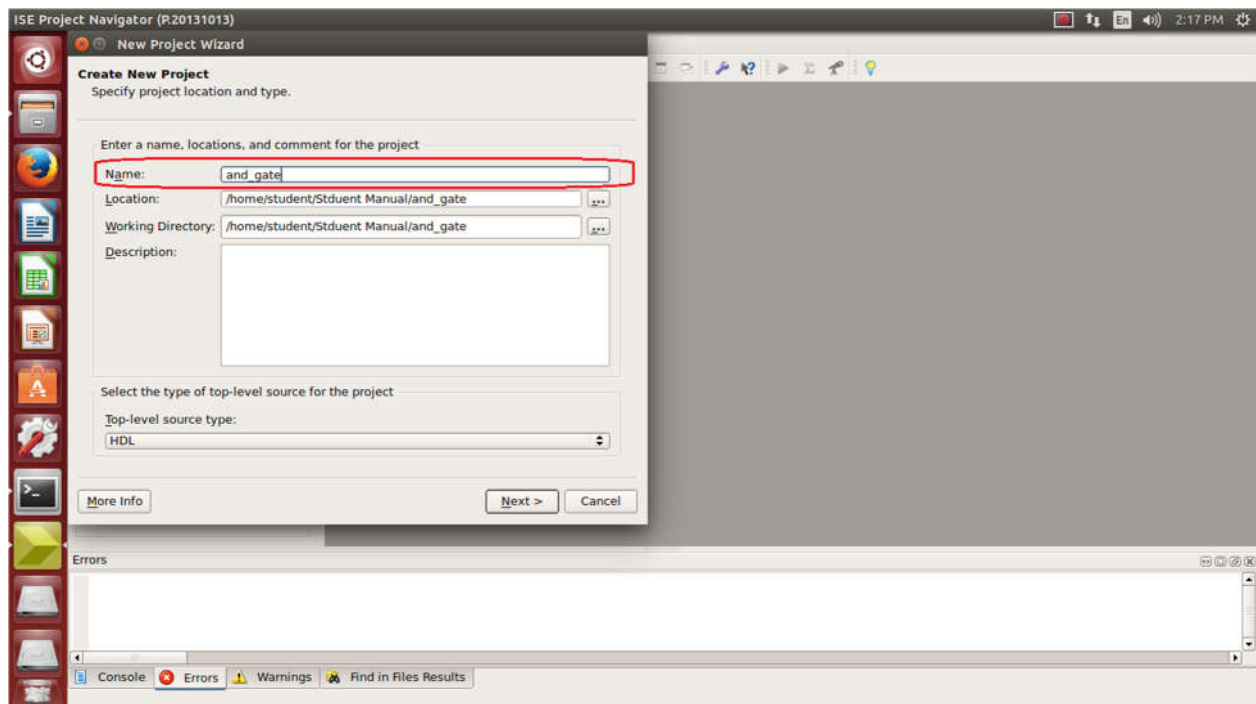 ISE Project Navigator (P.20131013)
En
2:17 PM
New Project Wizard
Create New Project
Specify project location and type.
Enter a name, locations, and comment for the project
Name: and_gate
Location: /home/student/Stduent Manual/and_gate ...
Working Directory: /home/student/Stduent Manual/and_gate ...
Description:
Select the type of top-level source for the project
Top-level source type:
HDL
More Info Next > Cancel
Errors
Console Errors Warnings Find in Files Results